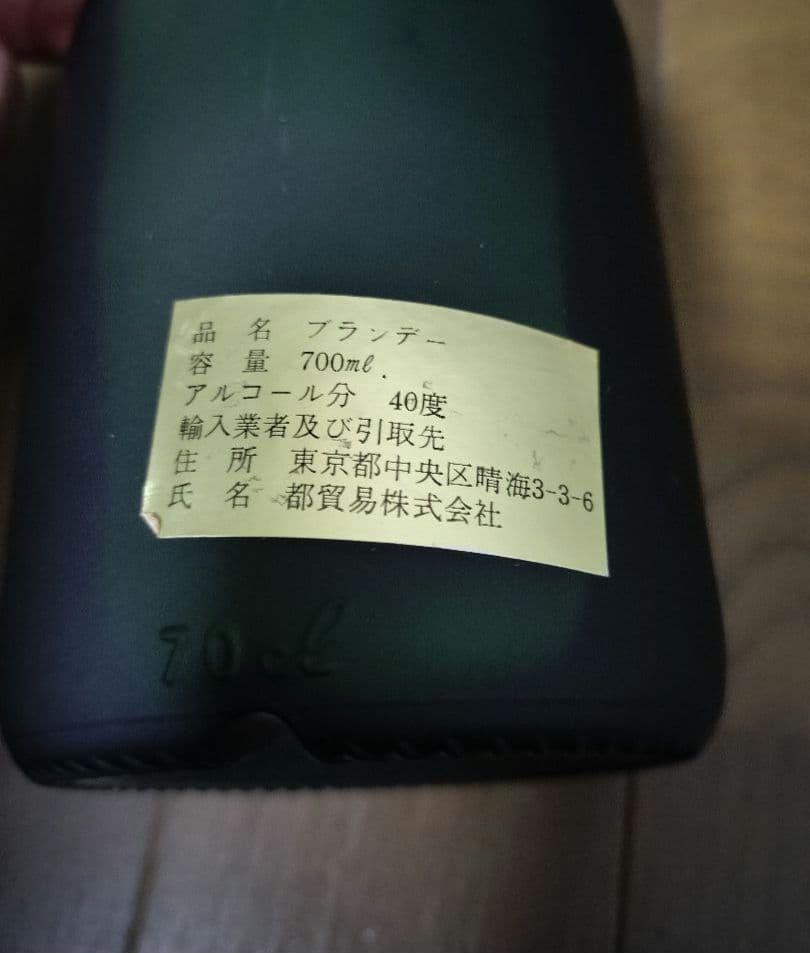 品名 ブランデー
容量 700ml
アルコール分 40度
輸入業者及び引取先
住所 東京都中央区晴海3-3-6
氏名 都貿易株式会社
70cl